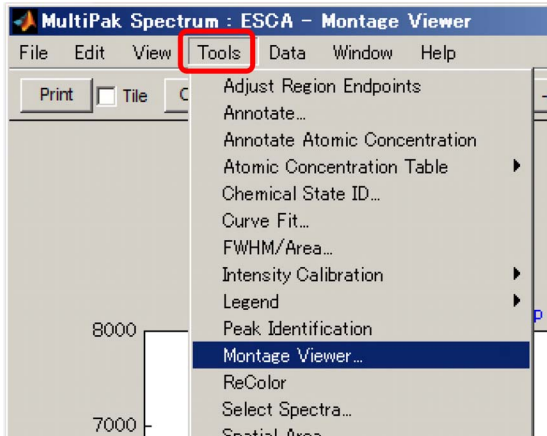 MultiPak Spectrum : ESCA - Montage Viewer
File Edit View Tools Data Window Help
Print Tile C
Adjust Region Endpoints
Annotate...
Annotate Atomic Concentration
Atomic Concentration Table
Chemical State ID...
Curve Fit...
FWHM/Area...
Intensity Calibration
Legend
p
Peak Identification
8000
Montage Viewer...
ReColor
Select Spectra...
7000
Spatial Area...